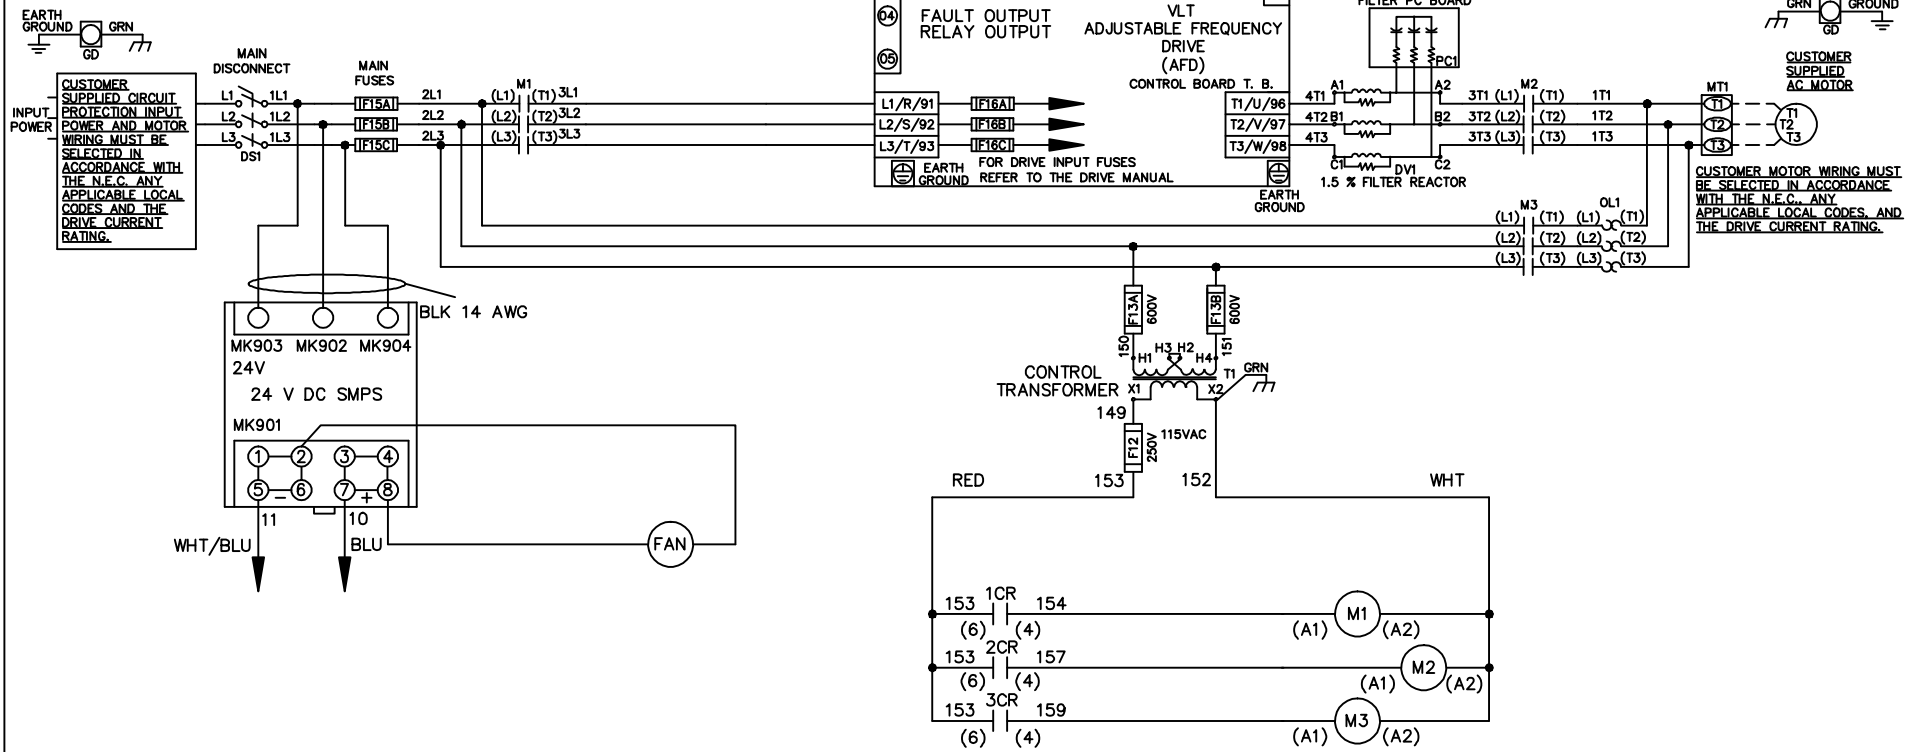 EARTH
GROUND
GRN
GD
04
05
FAULT OUTPUT
RELAY OUTPUT
VLT
ADJUSTABLE FREQUENCY
DRIVE
(AFD)
CONTROL BOARD T. B.
FILTER PC BOARD
PC1
GRN
GROUND
GD
INPUT
POWER
CUSTOMER
SUPPLIED CIRCUIT
PROTECTION INPUT
POWER AND MOTOR
WIRING MUST BE
SELECTED IN
ACCORDANCE WITH
THE N.E.C. ANY
APPLICABLE LOCAL
CODES AND THE
DRIVE CURRENT
RATING.
MAIN
DISCONNECT
L1 1L1
L2 1L2
L3 1L3
DS1
MAIN
FUSES
F15A
F15B
F15C
2L1
2L2
2L3
M1
(L1) (T1) 3L1
(L2) (T2) 3L2
(L3) (T3) 3L3
L1/R/91
L2/S/92
L3/T/93
F16A
F16B
F16C
EARTH
GROUND
FOR DRIVE INPUT FUSES
REFER TO THE DRIVE MANUAL
T1/U/96
T2/V/97
T3/W/98
EARTH
GROUND
4T1 A1 A2
4T2 B1 B2
4T3 C1 C2
DV1
1.5 % FILTER REACTOR
M2
3T1 (L1) (T1) 1T1
3T2 (L2) (T2) 1T2
3T3 (L3) (T3) 1T3
MT1
T1
T2
T3
T1
T2
T3
CUSTOMER
SUPPLIED
AC MOTOR
CUSTOMER MOTOR WIRING MUST
BE SELECTED IN ACCORDANCE
WITH THE N.E.C., ANY
APPLICABLE LOCAL CODES, AND
THE DRIVE CURRENT RATING.
M3 OL1
(L1) (T1) (L1) (T1)
(L2) (T2) (L2) (T2)
(L3) (T3) (L3) (T3)
BLK 14 AWG
MK903 MK902 MK904
24V
24 V DC SMPS
MK901
1 2 3 4
5 - 6 7 + 8
11 10
WHT/BLU BLU
FAN
F13A
600V
F13B
600V
150
151
H1 H3 H2 H4
CONTROL
TRANSFORMER
T1
X1 X2
GRN
149
F12
250V
115VAC
RED 153 152 WHT
1CR
153 154
(6) (4)
M1
(A1) (A2)
2CR
153 157
(6) (4)
M2
(A1) (A2)
3CR
153 159
(6) (4)
M3
(A1) (A2)